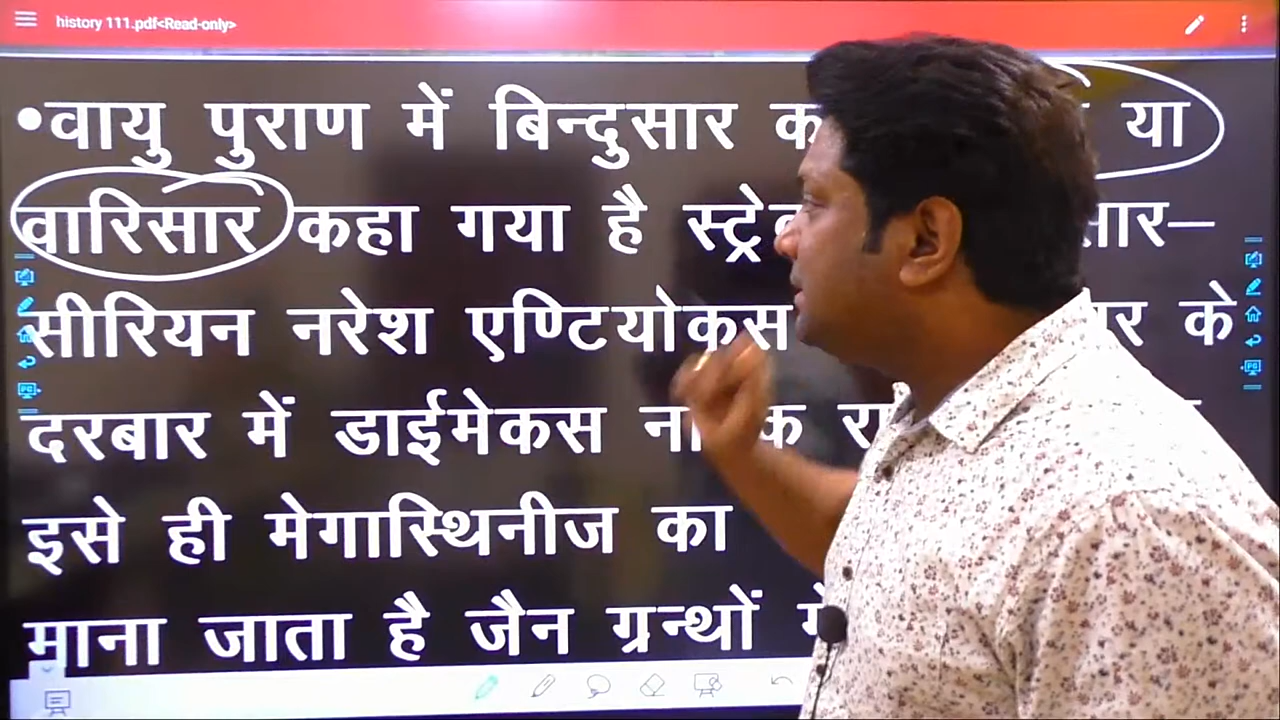 history 111.pdf<Read-only>
•वायु पुराण में बिन्दुसार या
वारिसार कहा गया है
सीरियन नरेश एण्टियोकस के
दरबार में डाईमेकस
इसे ही मेगास्थिनीज का
माना जाता है जैन ग्रन्थों